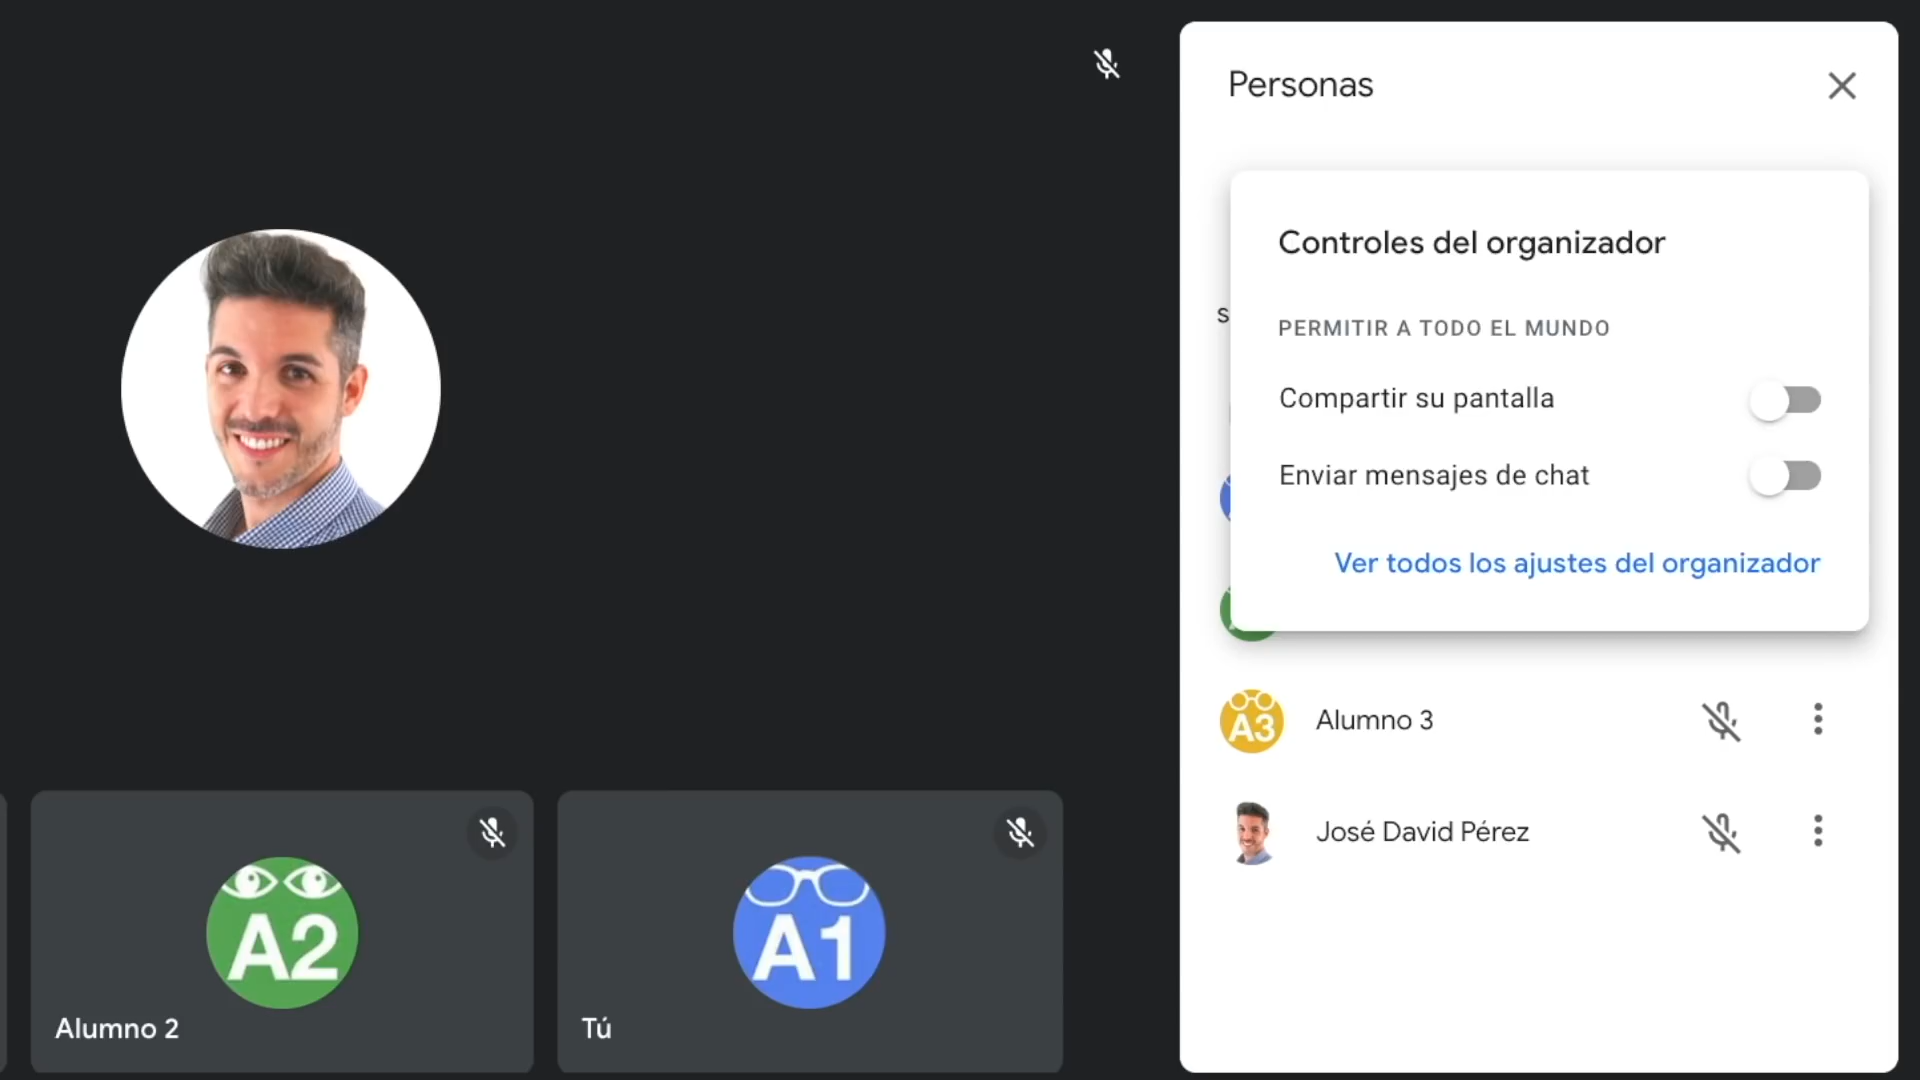 Personas
Controles del organizador
s
PERMITIR A TODO EL MUNDO
Compartir su pantalla
Enviar mensajes de chat
Ver todos los ajustes del organizador
A3
Alumno 3
José David Pérez
A2
Alumno 2
A1
Tú